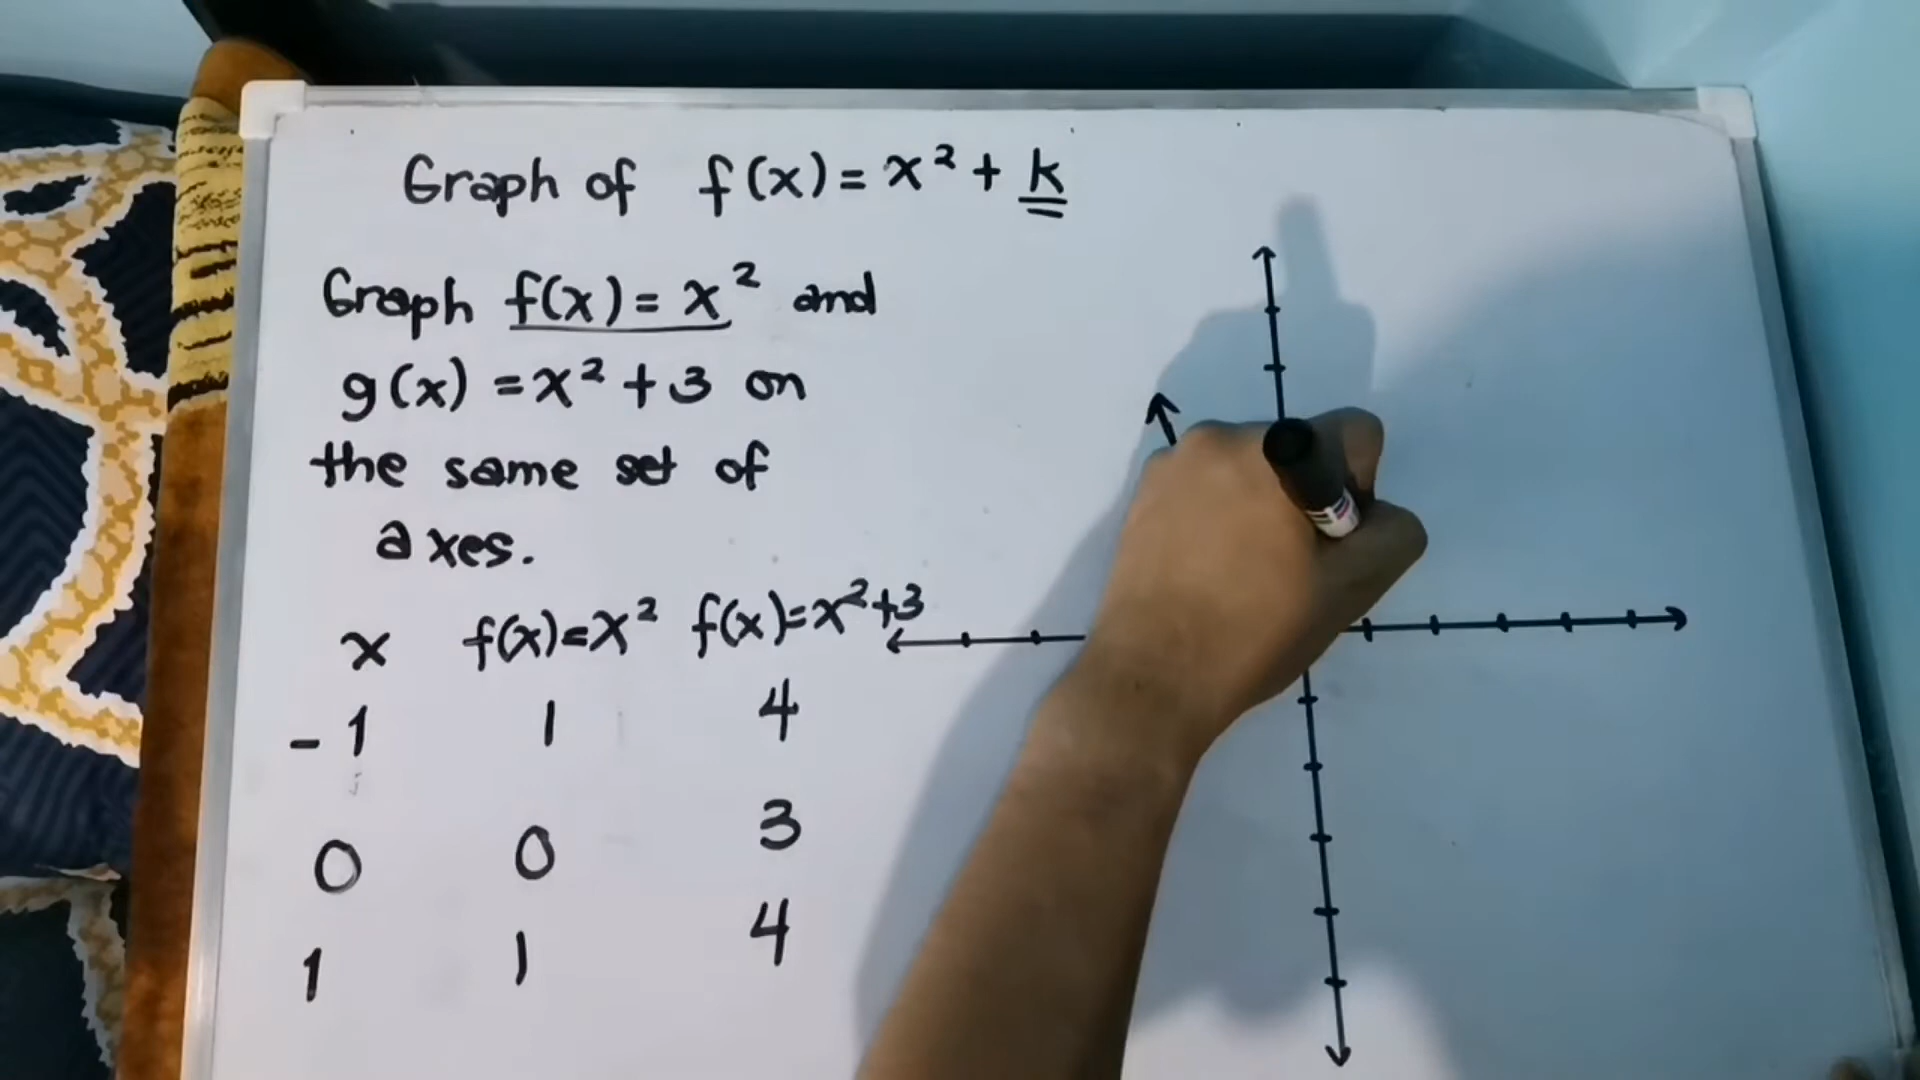 Graph of f(x) = x² + k
Graph f(x) = x² and
g(x) = x² + 3 on
the same set of
axes.
x f(x)=x² f(x)=x²+3
-1 1 4
0 0 3
1 1 4